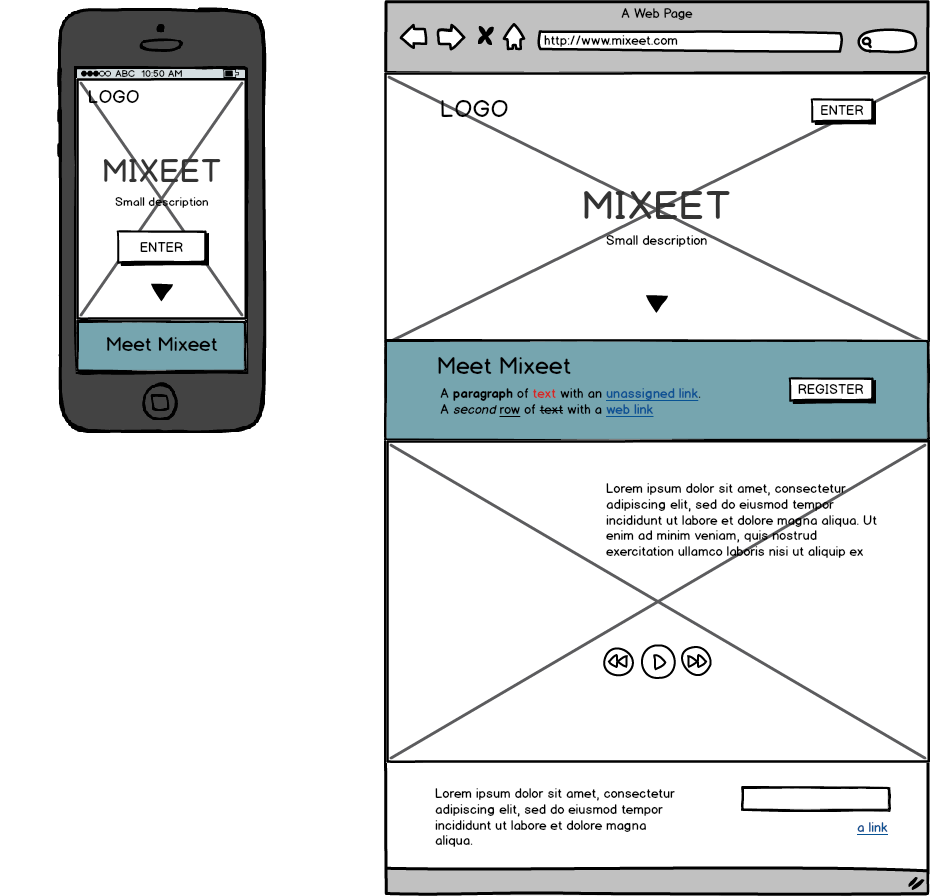 ABC 10:50 AM
LOGO
MIXEET
Small description
ENTER
Meet Mixeet
A Web Page
http://www.mixeet.com
LOGO
ENTER
MIXEET
Small description
Meet Mixeet
A paragraph of text with an unassigned link.
A second row of text with a web link
REGISTER
Lorem ipsum dolor sit amet, consectetur
adipiscing elit, sed do eiusmod tempor
incididunt ut labore et dolore magna aliqua. Ut
enim ad minim veniam, quis nostrud
exercitation ullamco laboris nisi ut aliquip ex
Lorem ipsum dolor sit amet, consectetur
adipiscing elit, sed do eiusmod tempor
incididunt ut labore et dolore magna
aliqua.
a link